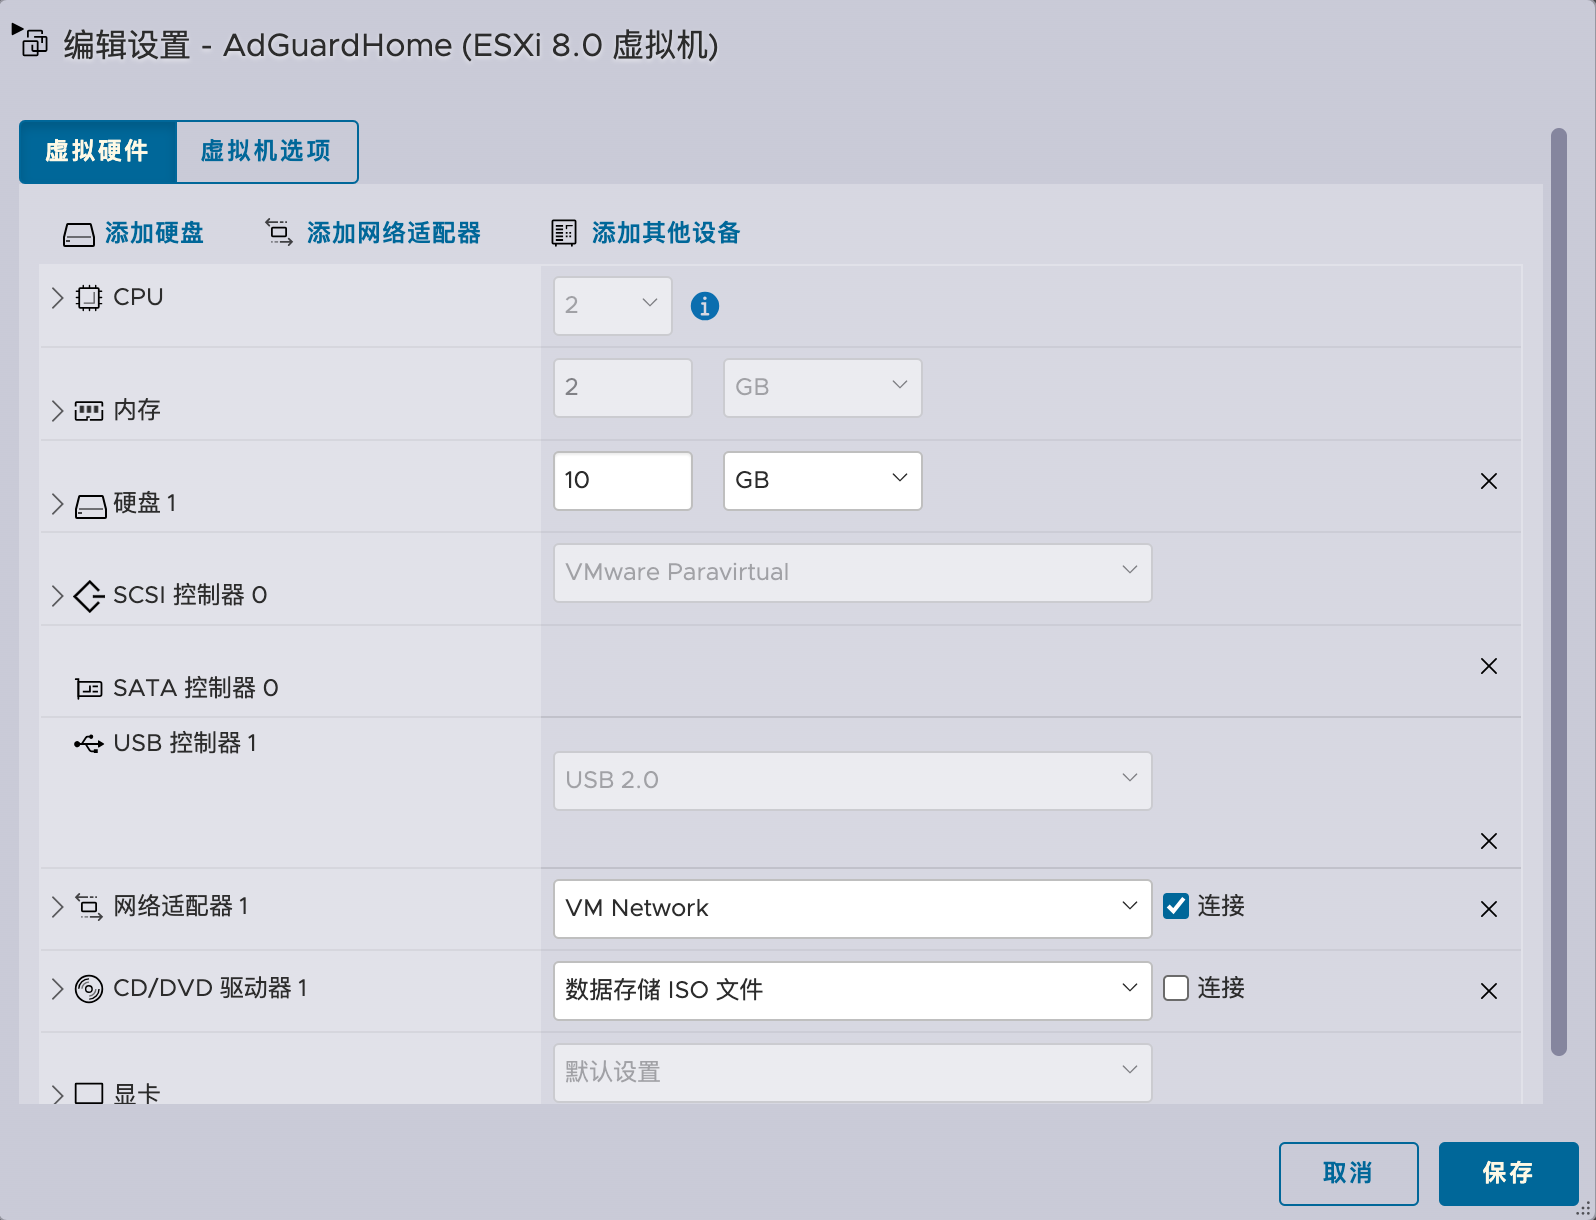 编辑设置 - AdGuardHome (ESXi 8.0 虚拟机)
虚拟硬件 虚拟机选项
添加硬盘 添加网络适配器 添加其他设备
CPU 2
内存 2 GB
硬盘 1 10 GB
SCSI 控制器 0 VMware Paravirtual
SATA 控制器 0
USB 控制器 1
USB 2.0
网络适配器 1 VM Network 连接
CD/DVD 驱动器 1 数据存储 ISO 文件 连接
显卡 默认设置
取消 保存